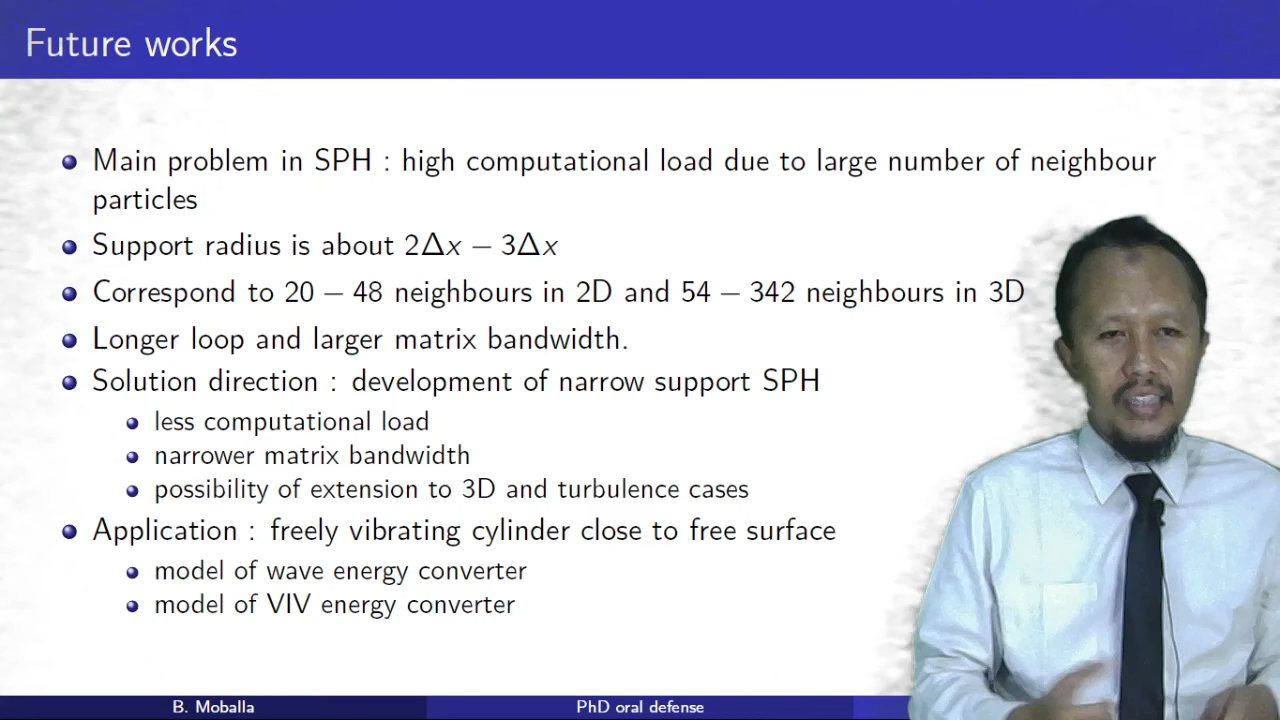 Future works
Main problem in SPH : high computational load due to large number of neighbour
particles
Support radius is about 2Δx − 3Δx
Correspond to 20 − 48 neighbours in 2D and 54 − 342 neighbours in 3D
Longer loop and larger matrix bandwidth.
Solution direction : development of narrow support SPH
less computational load
narrower matrix bandwidth
possibility of extension to 3D and turbulence cases
Application : freely vibrating cylinder close to free surface
model of wave energy converter
model of VIV energy converter
B. Moballa
PhD oral defense